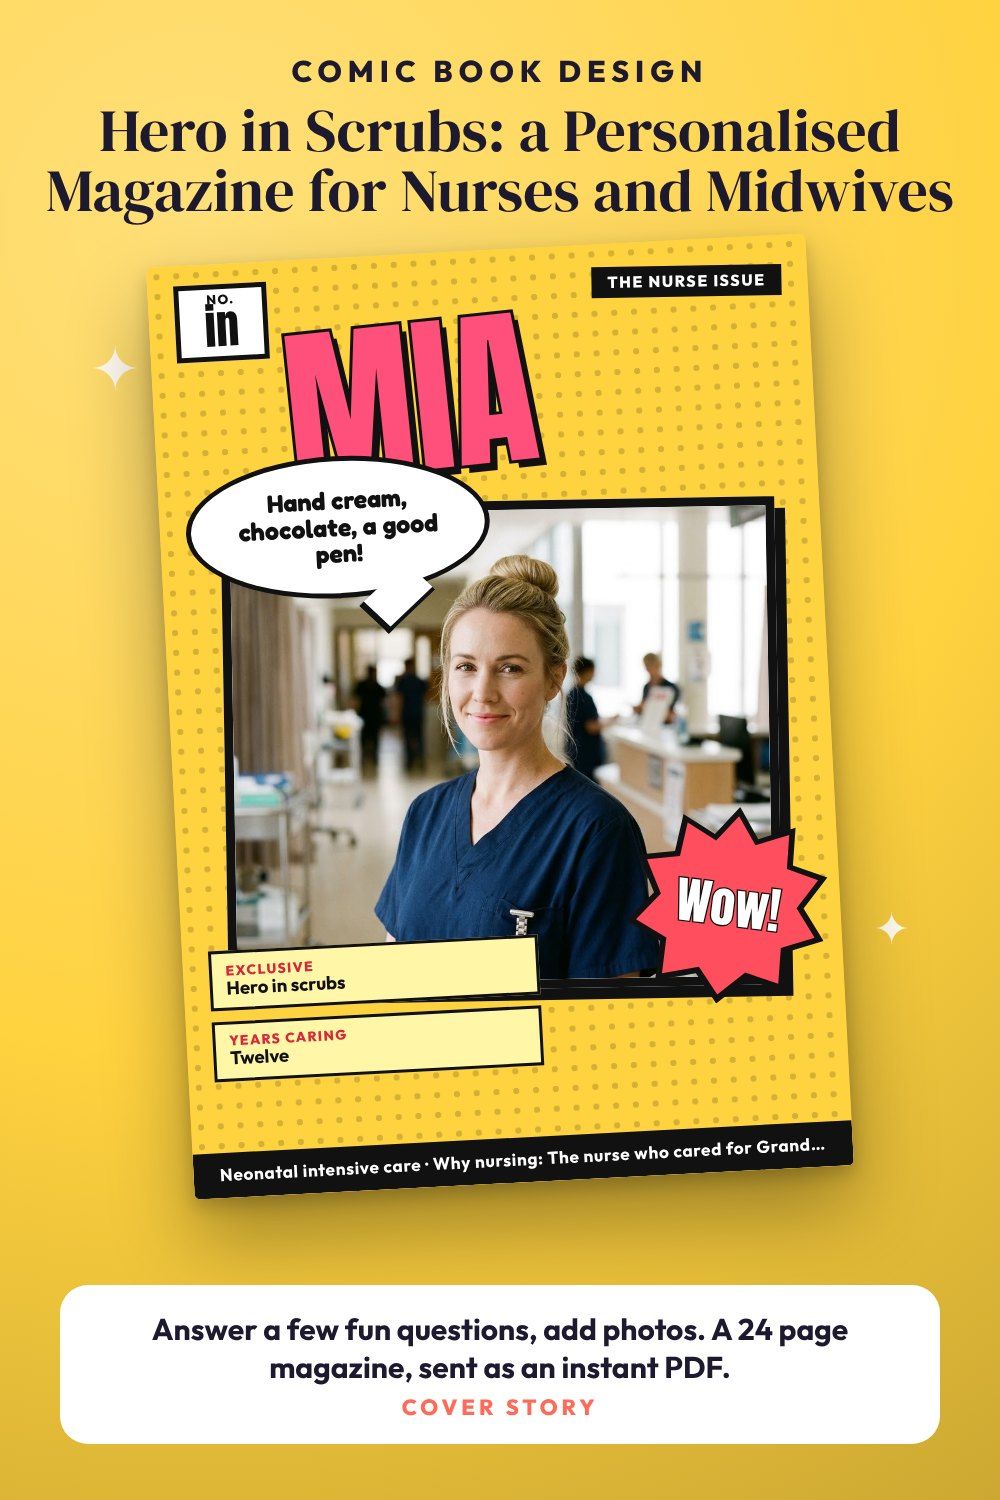 COMIC BOOK DESIGN
Hero in Scrubs: a Personalised
Magazine for Nurses and Midwives
NO.
in
THE NURSE ISSUE
MIA
Hand cream,
chocolate, a good
pen!
Wow!
EXCLUSIVE
Hero in scrubs
YEARS CARING
Twelve
Neonatal intensive care · Why nursing: The nurse who cared for Grand...
Answer a few fun questions, add photos. A 24 page
magazine, sent as an instant PDF.
COVER STORY